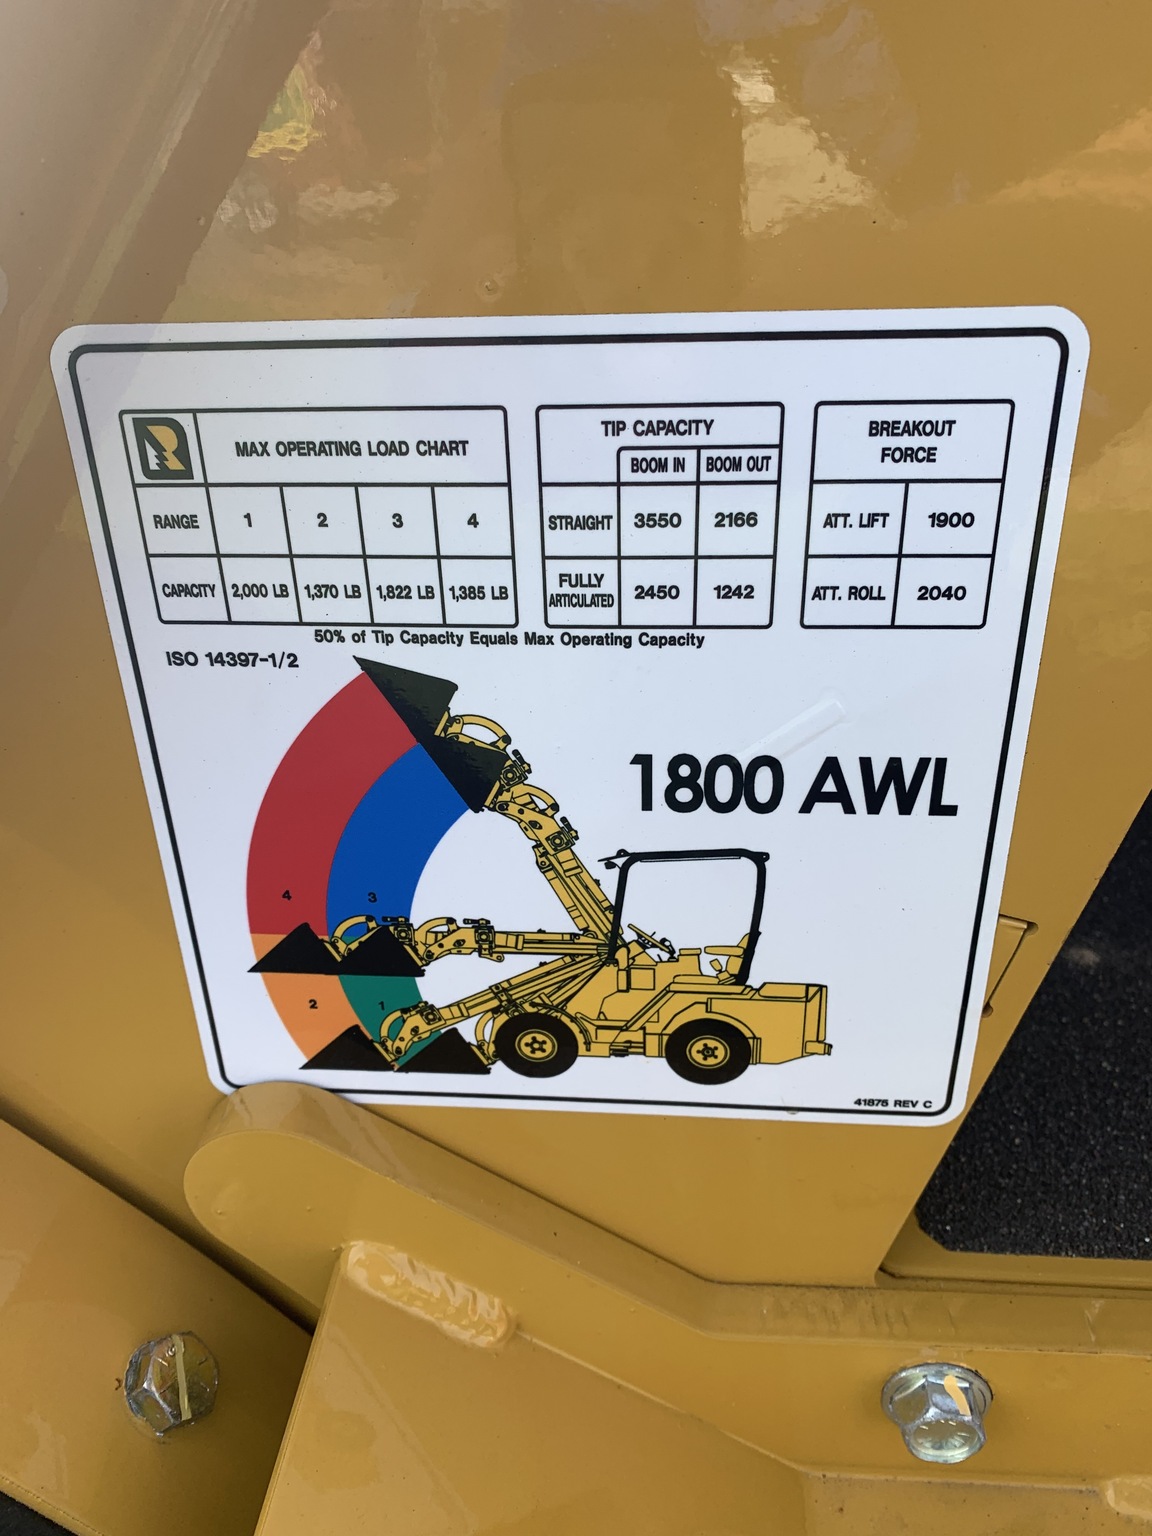 MAX OPERATING LOAD CHART
RANGE 1 2 3 4
CAPACITY 2,000 LB 1,370 LB 1,822 LB 1,385 LB
TIP CAPACITY
BOOM IN BOOM OUT
STRAIGHT 3550 2166
FULLY
ARTICULATED 2450 1242
BREAKOUT
FORCE
ATT. LIFT 1900
ATT. ROLL 2040
50% of Tip Capacity Equals Max Operating Capacity
ISO 14397-1/2
1800 AWL
4 3
2 1
41875 REV C